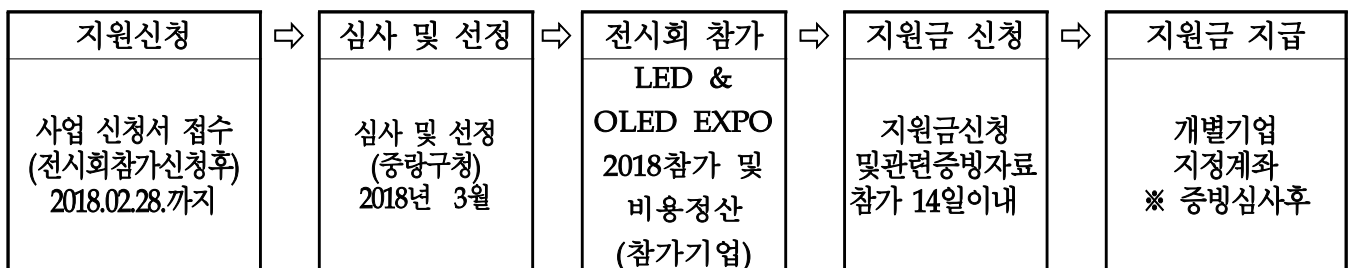 지원신청 ⇨ 심사 및 선정 ⇨ 전시회 참가 ⇨ 지원금 신청 ⇨ 지원금 지급
사업 신청서 접수
(전시회참가신청후)
2018.02.28.까지
심사 및 선정
(중랑구청)
2018년 3월
LED &
OLED EXPO
2018참가 및
비용정산
(참가기업)
지원금신청
및관련증빙자료
참가 14일이내
개별기업
지정계좌
※ 증빙심사후